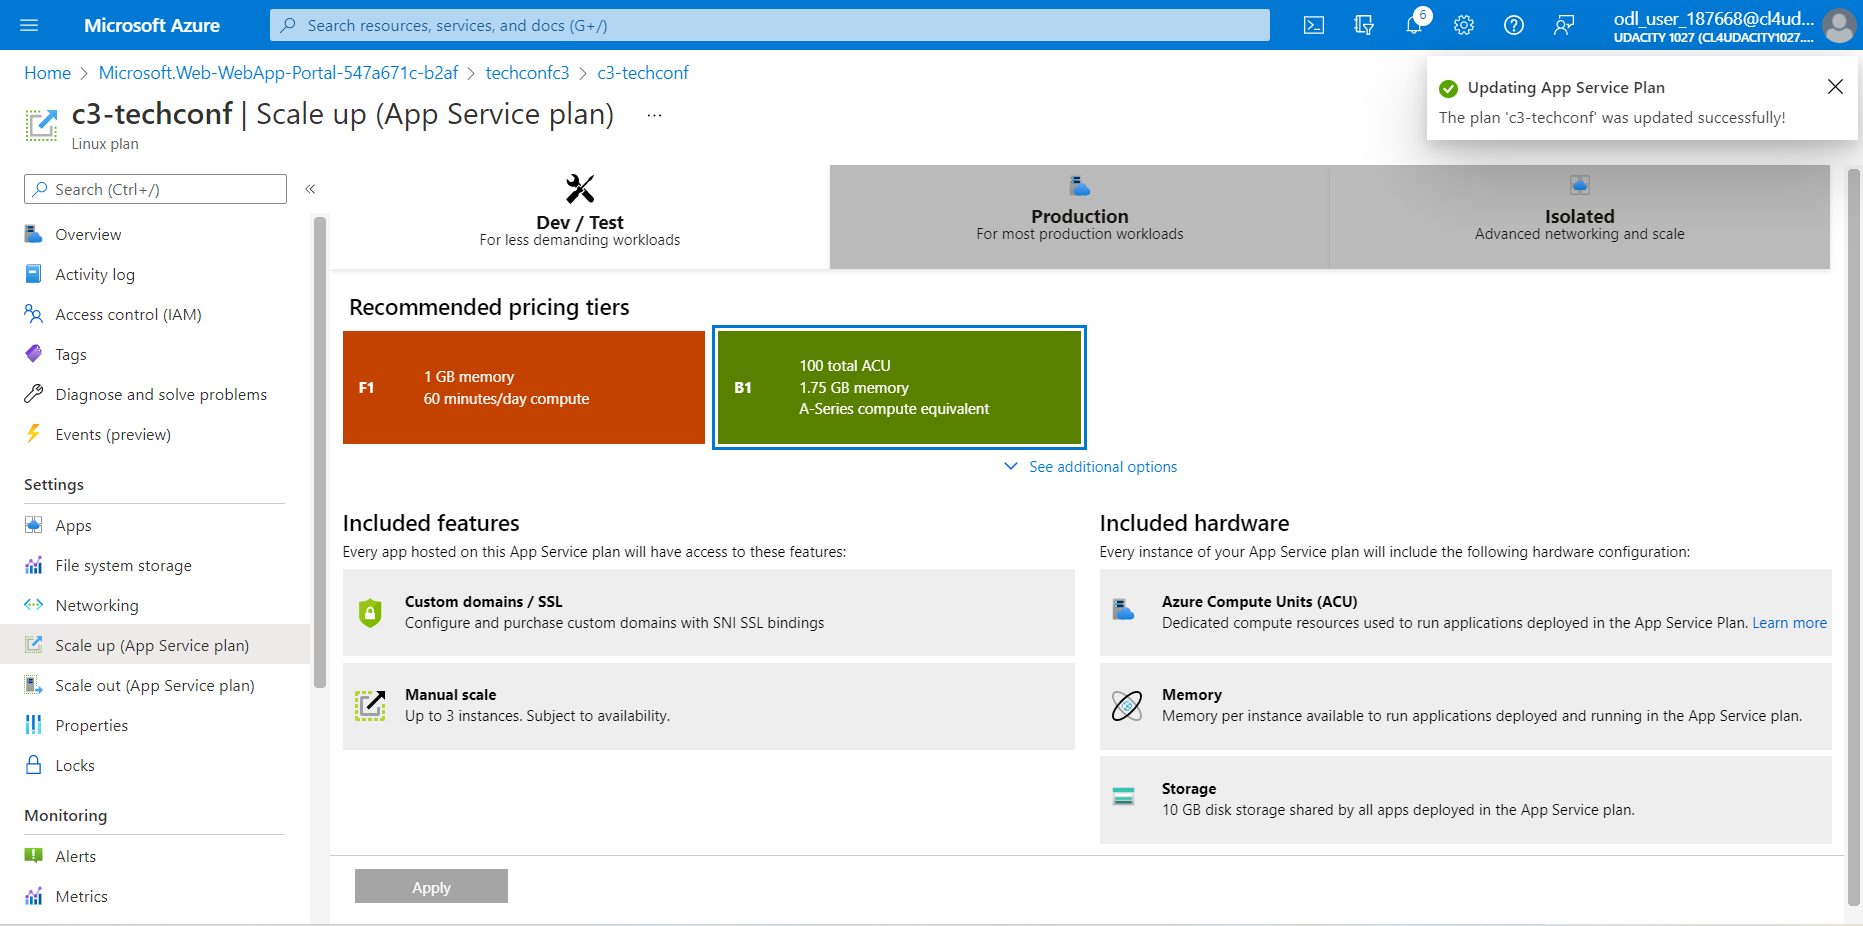 Microsoft Azure
Search resources, services, and docs (G+/)
6
odl_user_187668@cl4ud...
UDACITY 1027 (CL4UDACITY1027....
Home > Microsoft.Web-WebApp-Portal-547a671c-b2af > techconfc3 > c3-techconf
Updating App Service Plan
The plan 'c3-techconf' was updated successfully!
c3-techconf | Scale up (App Service plan) ...
Linux plan
Search (Ctrl+/)
«
Overview
Activity log
Access control (IAM)
Tags
Diagnose and solve problems
Events (preview)
Settings
Apps
File system storage
Networking
Scale up (App Service plan)
Scale out (App Service plan)
Properties
Locks
Monitoring
Alerts
Metrics
Dev / Test
For less demanding workloads
Production
For most production workloads
Isolated
Advanced networking and scale
Recommended pricing tiers
F1
1 GB memory
60 minutes/day compute
B1
100 total ACU
1.75 GB memory
A-Series compute equivalent
See additional options
Included features
Every app hosted on this App Service plan will have access to these features:
Custom domains / SSL
Configure and purchase custom domains with SNI SSL bindings
Manual scale
Up to 3 instances. Subject to availability.
Included hardware
Every instance of your App Service plan will include the following hardware configuration:
Azure Compute Units (ACU)
Dedicated compute resources used to run applications deployed in the App Service Plan. Learn more
Memory
Memory per instance available to run applications deployed and running in the App Service plan.
Storage
10 GB disk storage shared by all apps deployed in the App Service plan.
Apply